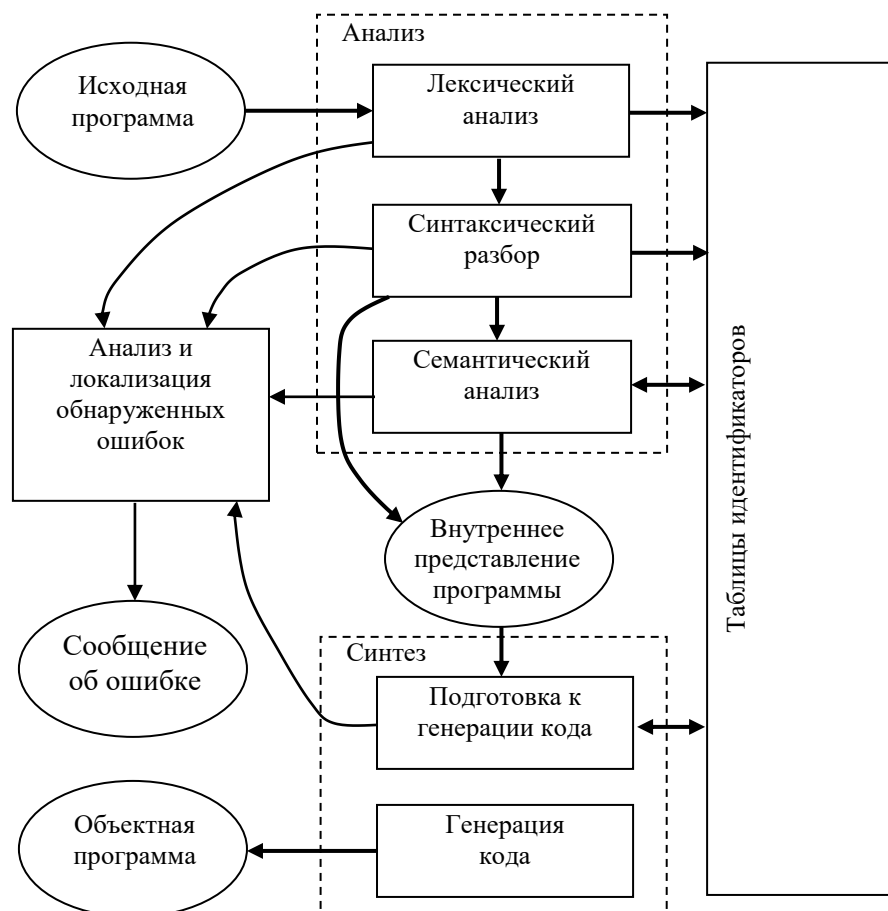 Анализ
Исходная
программа
Лексический
анализ
Синтаксический
разбор
Анализ и
локализация
обнаруженных
ошибок
Семантический
анализ
Внутреннее
представление
программы
Таблицы идентификаторов
Сообщение
об ошибке
Синтез
Подготовка к
генерации кода
Объектная
программа
Генерация
кода